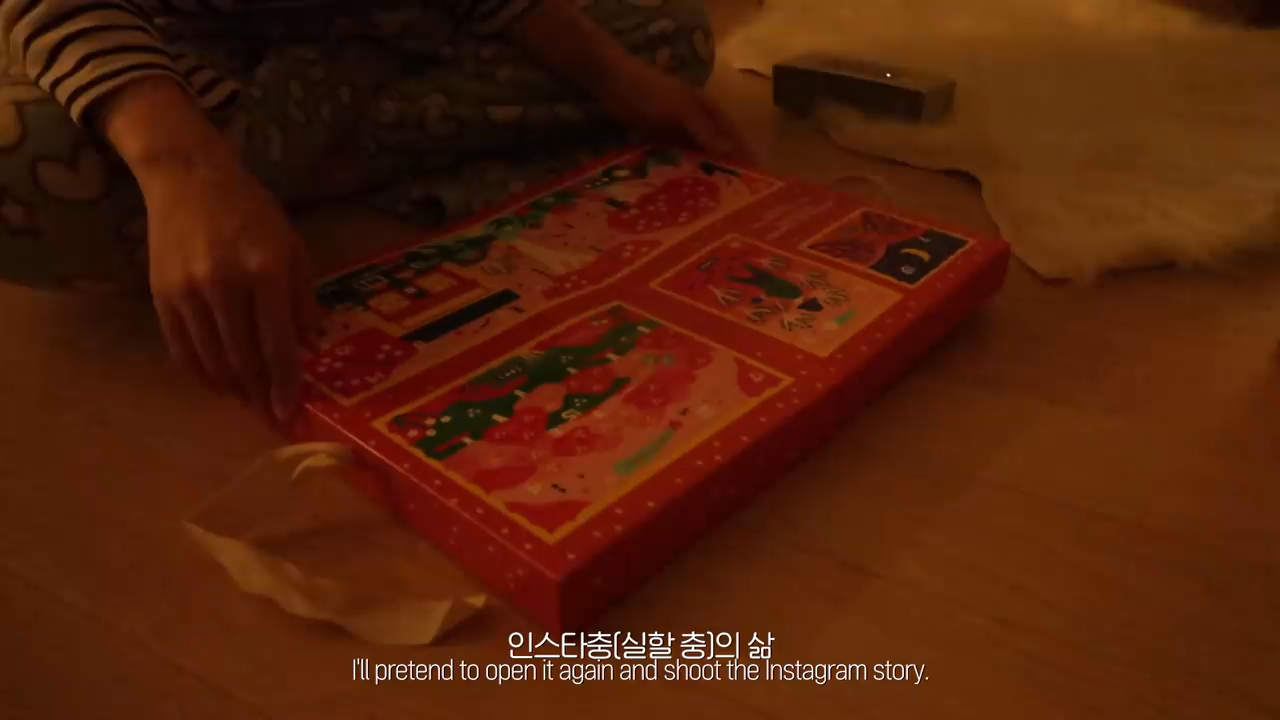 인스타충(실할 충)의 삶
I'll pretend to open it again and shoot the Instagram story.